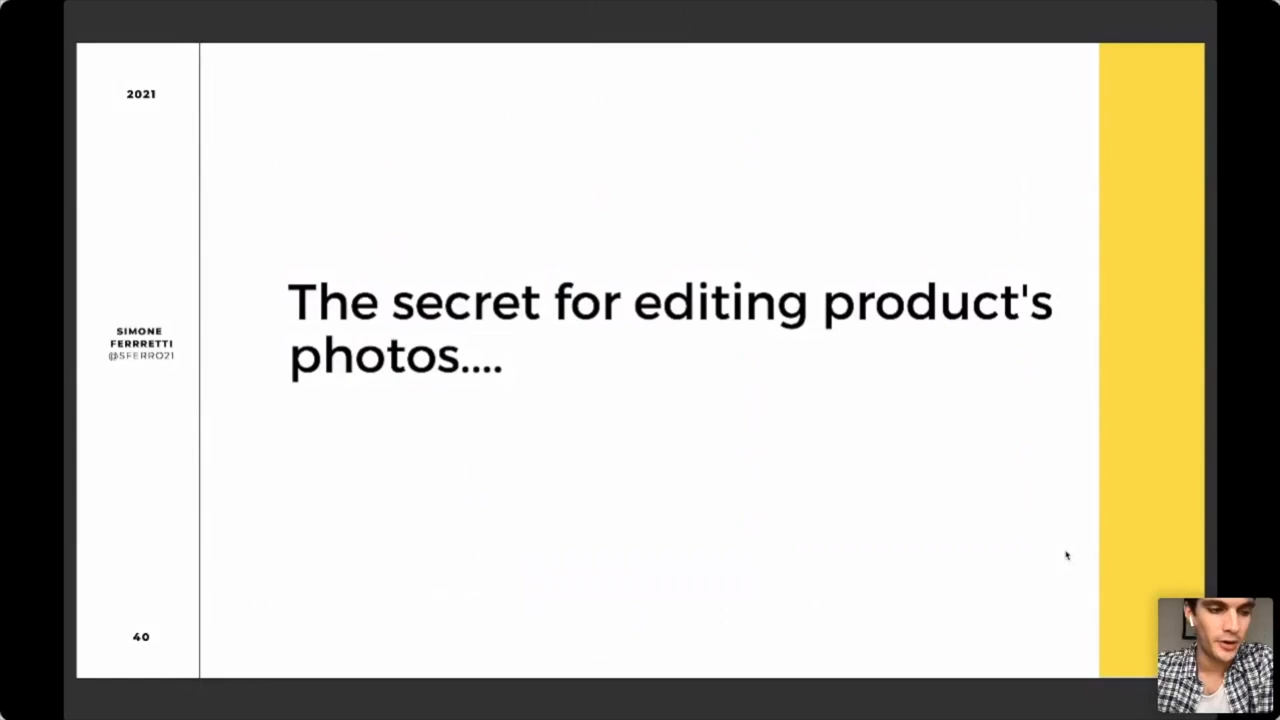 2021
The secret for editing product's
photos....
SIMONE
FERRRETTI
@SFERRO21
40